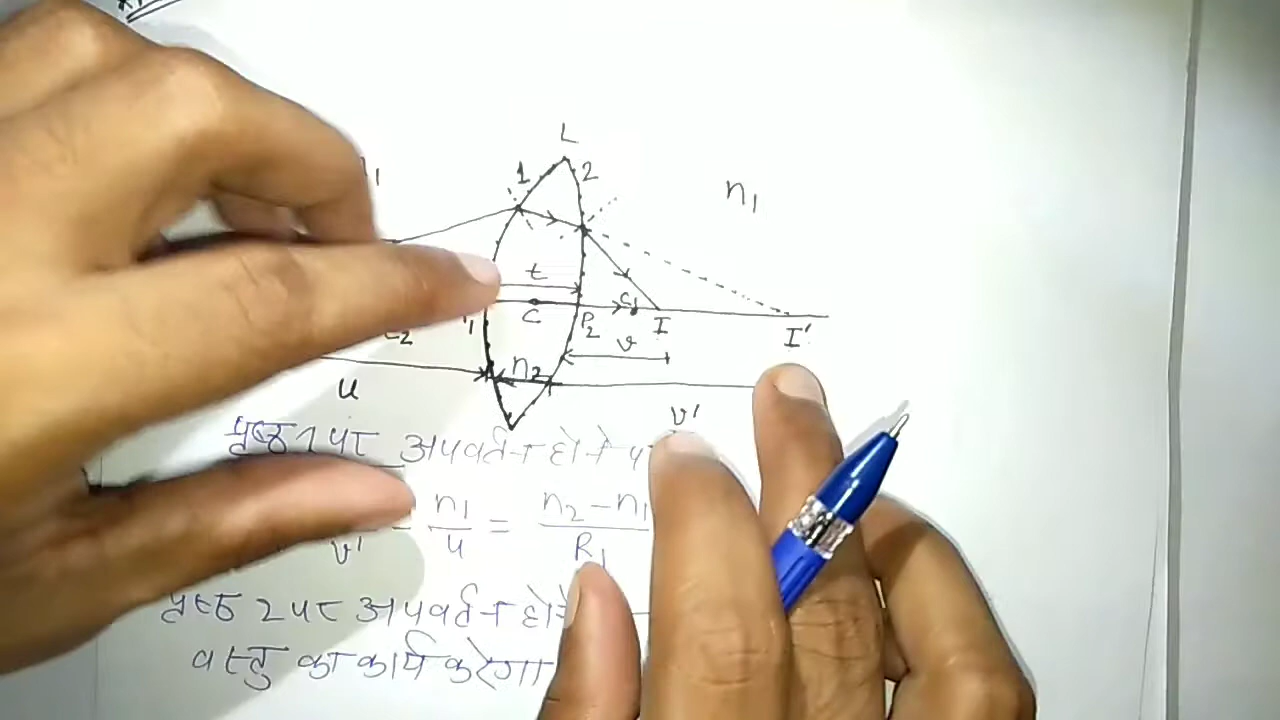 L
1 2
n₁
t
C P₂ C₁ I I'
v
n₂
u
v'
पृष्ठ 1 पर अपवर्तन होने
v' n₁/u = n₂-n₁/R₁
पृष्ठ 2 पर अपवर्तन
वस्तु का कार्य करेगा